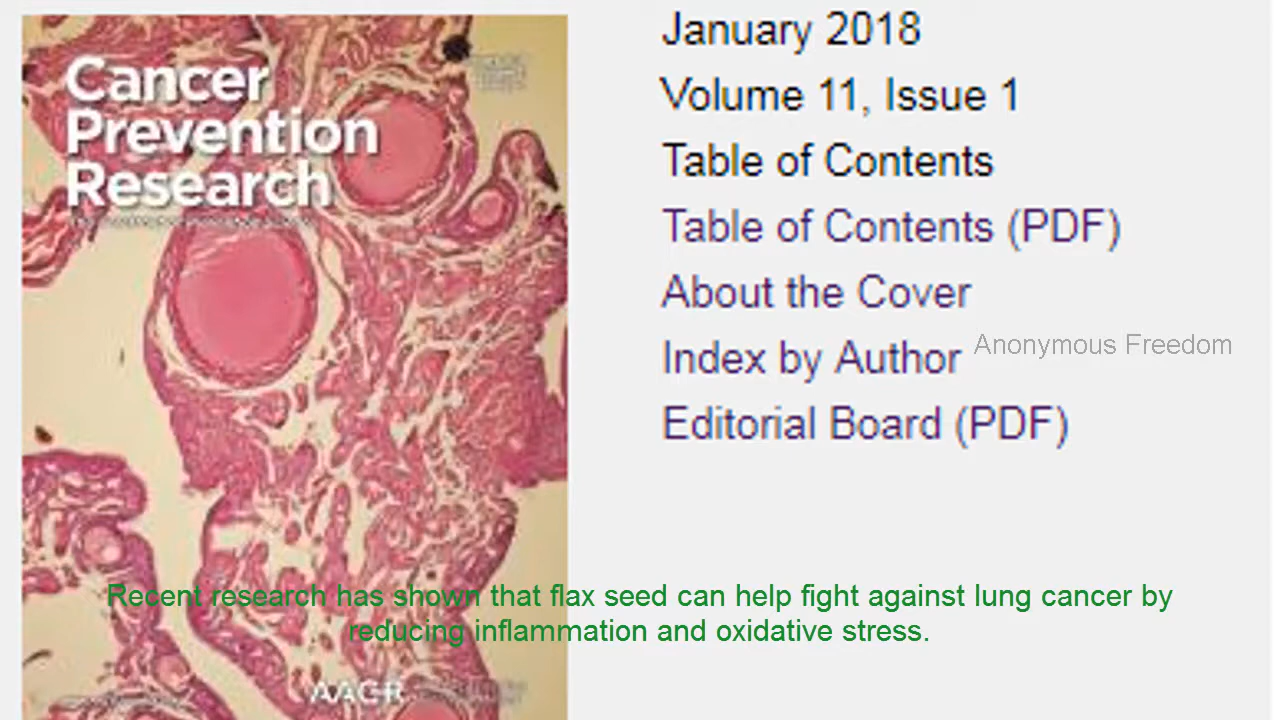 Cancer
Prevention
Research
January 2018
Volume 11, Issue 1
Table of Contents
Table of Contents (PDF)
About the Cover
Index by Author
Anonymous Freedom
Editorial Board (PDF)
Recent research has shown that flax seed can help fight against lung cancer by
reducing inflammation and oxidative stress.
AACR